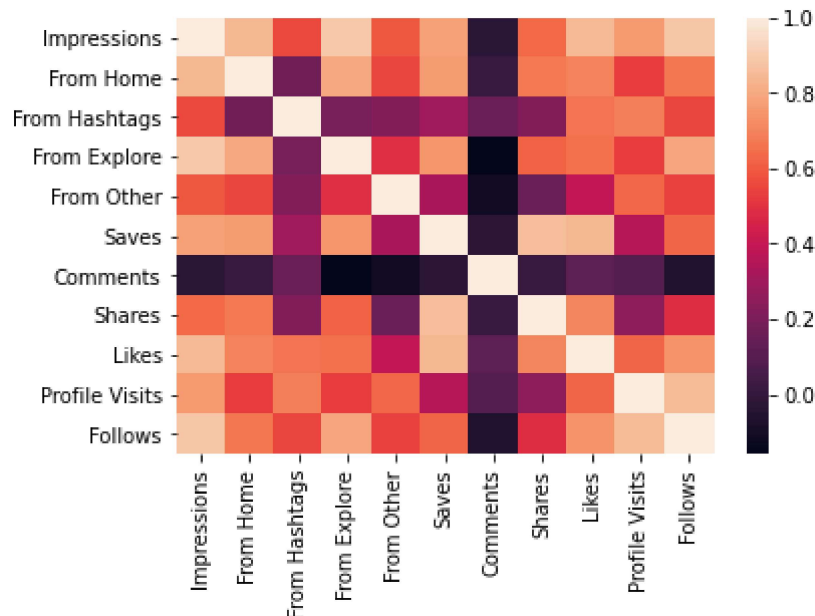 Impressions
From Home
From Hashtags
From Explore
From Other
Saves
Comments
Shares
Likes
Profile Visits
Follows
1.0
0.8
0.6
0.4
0.2
0.0
Impressions
From Home
From Hashtags
From Explore
From Other
Saves
Comments
Shares
Likes
Profile Visits
Follows